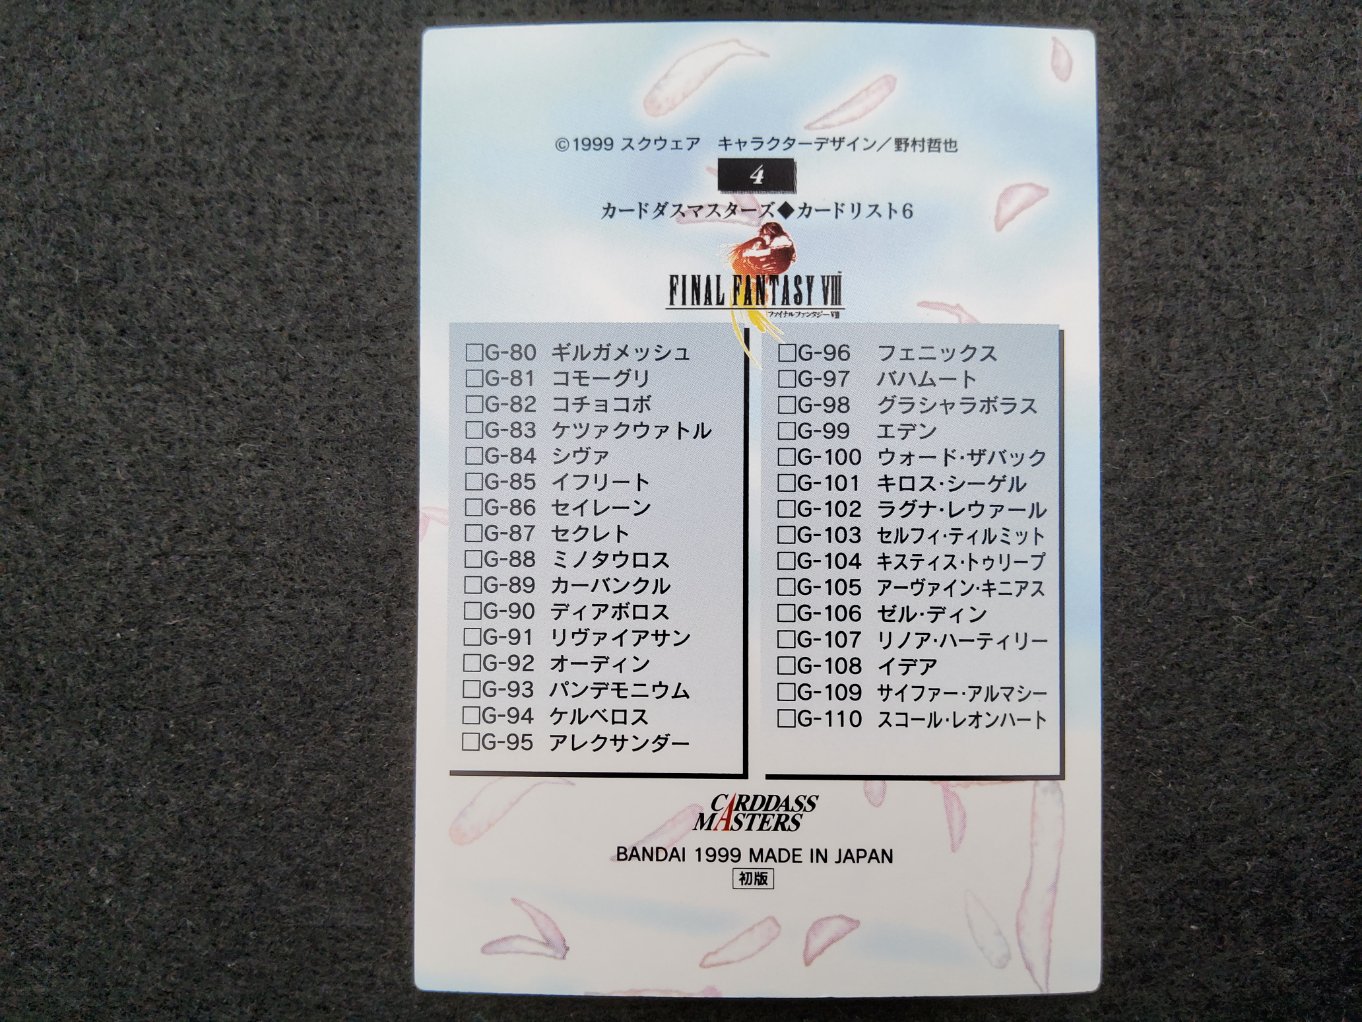 ©1999 スクウェア　キャラクターデザイン／野村哲也
4
カードダスマスターズ◆カードリスト6
FINAL FANTASY VIII
ファイナルファンタジーVIII
□G-80 ギルガメッシュ
□G-81 コモーグリ
□G-82 コチョコボ
□G-83 ケツァクウァトル
□G-84 シヴァ
□G-85 イフリート
□G-86 セイレーン
□G-87 セクレト
□G-88 ミノタウロス
□G-89 カーバンクル
□G-90 ディアボロス
□G-91 リヴァイアサン
□G-92 オーディン
□G-93 パンデモニウム
□G-94 ケルベロス
□G-95 アレクサンダー
□G-96 フェニックス
□G-97 バハムート
□G-98 グラシャラボラス
□G-99 エデン
□G-100 ウォード·ザバック
□G-101 キロス·シーゲル
□G-102 ラグナ·レウァール
□G-103 セルフィ·ティルミット
□G-104 キスティス·トゥリープ
□G-105 アーヴァイン·キニアス
□G-106 ゼル·ディン
□G-107 リノア·ハーティリー
□G-108 イデア
□G-109 サイファー·アルマシー
□G-110 スコール·レオンハート
CARDDASS
MASTERS
BANDAI 1999 MADE IN JAPAN
初版